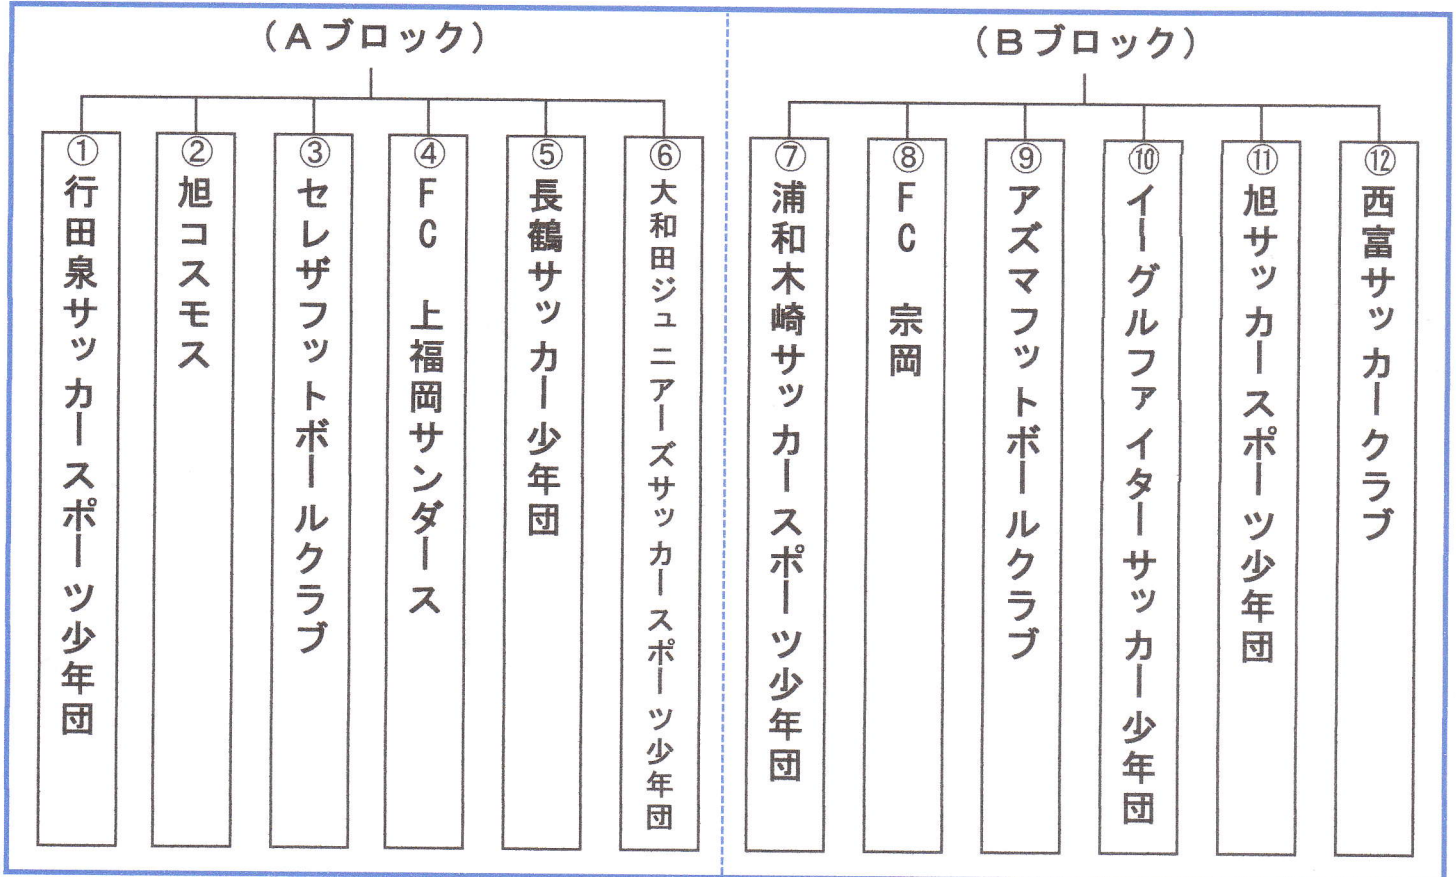 （Aブロック）
①行田泉サッカースポーツ少年団
②旭コスモス
③セレザフットボールクラブ
④FC　上福岡サンダース
⑤長鶴サッカー少年団
⑥大和田ジュニアーズサッカースポーツ少年団
（Bブロック）
⑦浦和木崎サッカースポーツ少年団
⑧FC　宗岡
⑨アズマフットボールクラブ
⑩イーグルファイターサッカー少年団
⑪旭サッカースポーツ少年団
⑫西富サッカークラブ